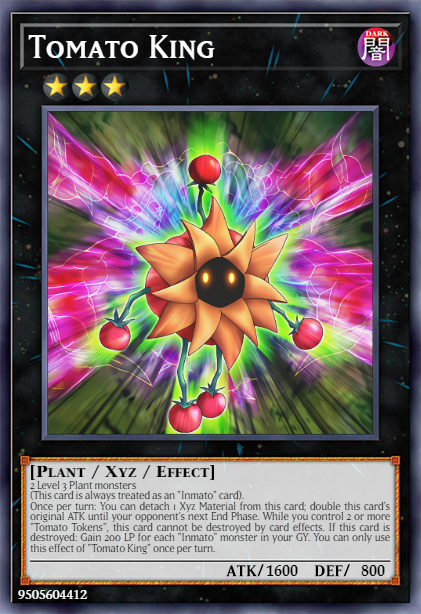 Tomato King
DARK
闇
[Plant / Xyz / Effect]
2 Level 3 Plant monsters
(This card is always treated as an "Inmato" card).
Once per turn: You can detach 1 Xyz Material from this card; double this card's
original ATK until your opponent's next End Phase. While you control 2 or more
"Tomato Tokens", this card cannot be destroyed by card effects. If this card is
destroyed: Gain 200 LP for each "Inmato" monster in your GY. You can only use
this effect of "Tomato King" once per turn.
ATK/1600 DEF/ 800
9505604412